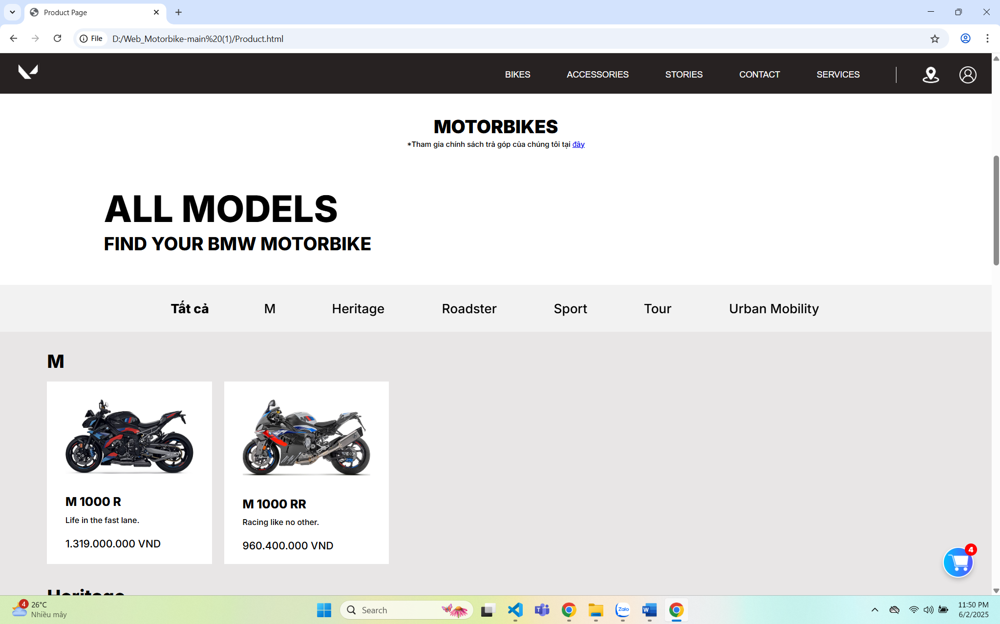 Product Page
File
D:/Web_Motorbike-main%20(1)/Product.html
BIKES
ACCESSORIES
STORIES
CONTACT
SERVICES
MOTORBIKES
*Tham gia chính sách trả góp của chúng tôi tại đây
ALL MODELS
FIND YOUR BMW MOTORBIKE
Tất cả
M
Heritage
Roadster
Sport
Tour
Urban Mobility
M
M 1000 R
Life in the fast lane.
1.319.000.000 VND
M 1000 RR
Racing like no other.
960.400.000 VND
4
Heritage
4
26°C
Nhiều mây
Search
Zalo
11:50 PM
6/2/2025